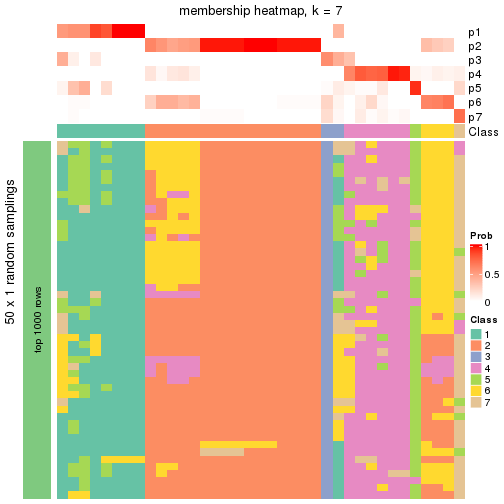 membership heatmap, k = 7
p1
p2
p3
p4
p5
p6
p7
Class
50 x 1 random samplings
top 1000 rows
Prob
1
0.5
0
Class
1
2
3
4
5
6
7